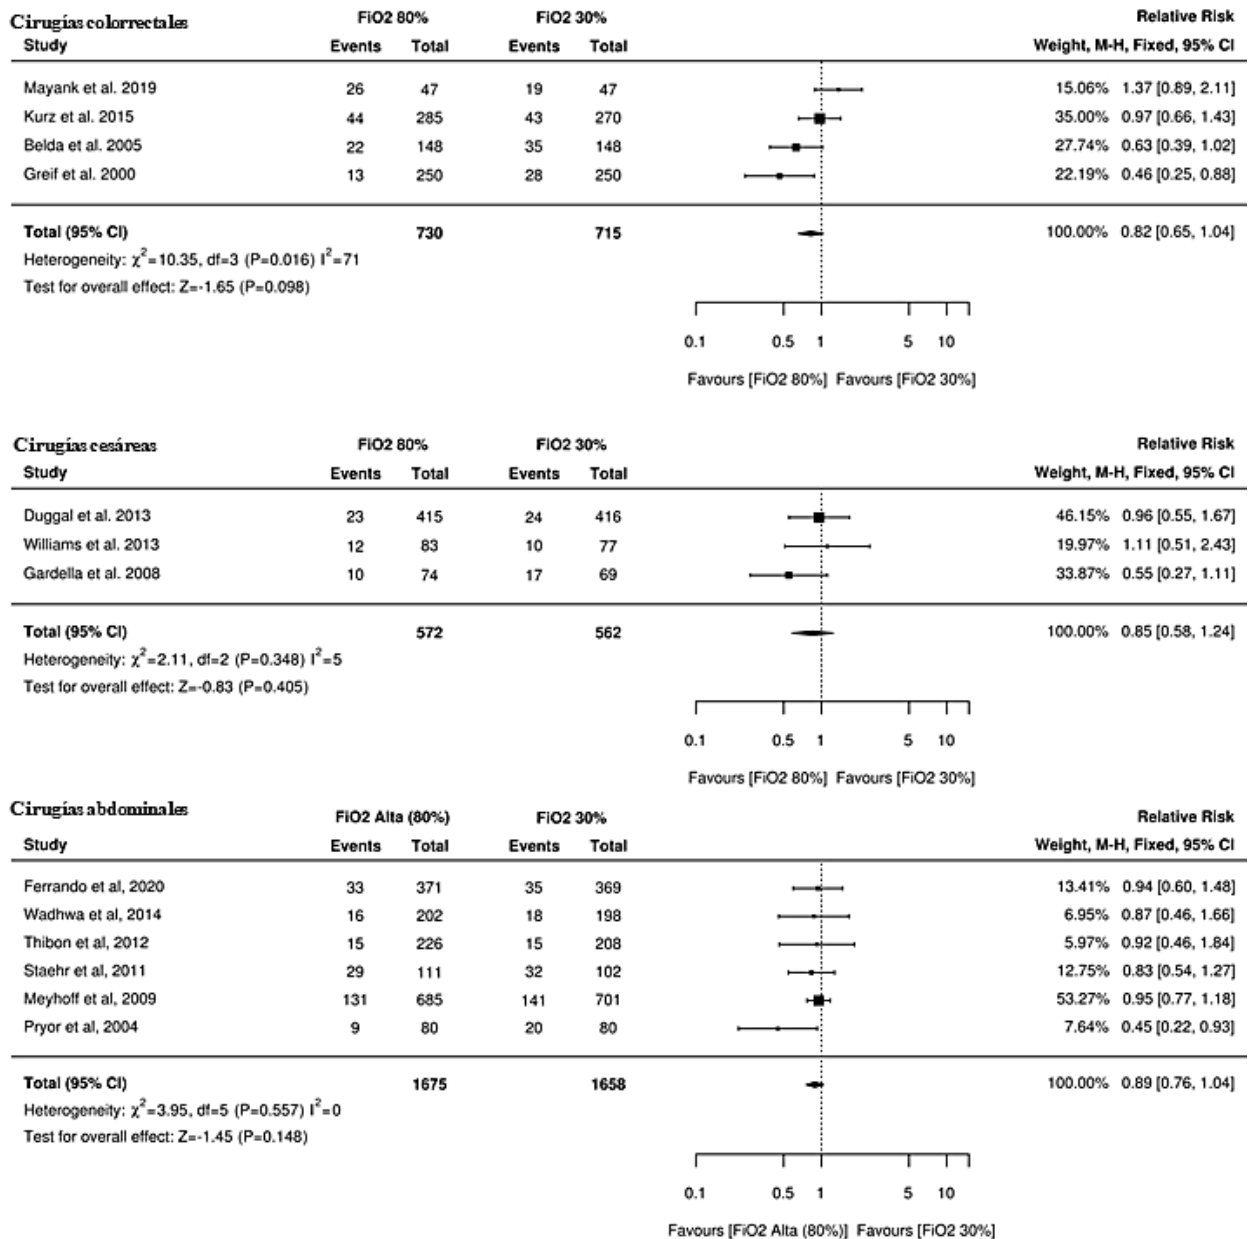 Cirugías colorrectales FiO2 80% FiO2 30% Relative Risk
Study Events Total Events Total Weight, M-H, Fixed, 95% CI
Mayank et al. 2019 26 47 19 47 15.06% 1.37 [0.89, 2.11]
Kurz et al. 2015 44 285 43 270 35.00% 0.97 [0.66, 1.43]
Belda et al. 2005 22 148 35 148 27.74% 0.63 [0.39, 1.02]
Greif et al. 2000 13 250 28 250 22.19% 0.46 [0.25, 0.88]
Total (95% CI) 730 715 100.00% 0.82 [0.65, 1.04]
Heterogeneity: χ²=10.35, df=3 (P=0.016) I²=71
Test for overall effect: Z=-1.65 (P=0.098)
0.1 0.5 1 5 10
Favours [FiO2 80%] Favours [FiO2 30%]
Cirugías cesáreas FiO2 80% FiO2 30% Relative Risk
Study Events Total Events Total Weight, M-H, Fixed, 95% CI
Duggal et al. 2013 23 415 24 416 46.15% 0.96 [0.55, 1.67]
Williams et al. 2013 12 83 10 77 19.97% 1.11 [0.51, 2.43]
Gardella et al. 2008 10 74 17 69 33.87% 0.55 [0.27, 1.11]
Total (95% CI) 572 562 100.00% 0.85 [0.58, 1.24]
Heterogeneity: χ²=2.11, df=2 (P=0.348) I²=5
Test for overall effect: Z=-0.83 (P=0.405)
0.1 0.5 1 5 10
Favours [FiO2 80%] Favours [FiO2 30%]
Cirugías abdominales FiO2 Alta (80%) FiO2 30% Relative Risk
Study Events Total Events Total Weight, M-H, Fixed, 95% CI
Ferrando et al, 2020 33 371 35 369 13.41% 0.94 [0.60, 1.48]
Wadhwa et al, 2014 16 202 18 198 6.95% 0.87 [0.46, 1.66]
Thibon et al, 2012 15 226 15 208 5.97% 0.92 [0.46, 1.84]
Staehr et al, 2011 29 111 32 102 12.75% 0.83 [0.54, 1.27]
Meyhoff et al, 2009 131 685 141 701 53.27% 0.95 [0.77, 1.18]
Pryor et al, 2004 9 80 20 80 7.64% 0.45 [0.22, 0.93]
Total (95% CI) 1675 1658 100.00% 0.89 [0.76, 1.04]
Heterogeneity: χ²=3.95, df=5 (P=0.557) I²=0
Test for overall effect: Z=-1.45 (P=0.148)
0.1 0.5 1 5 10
Favours [FiO2 Alta (80%)] Favours [FiO2 30%]